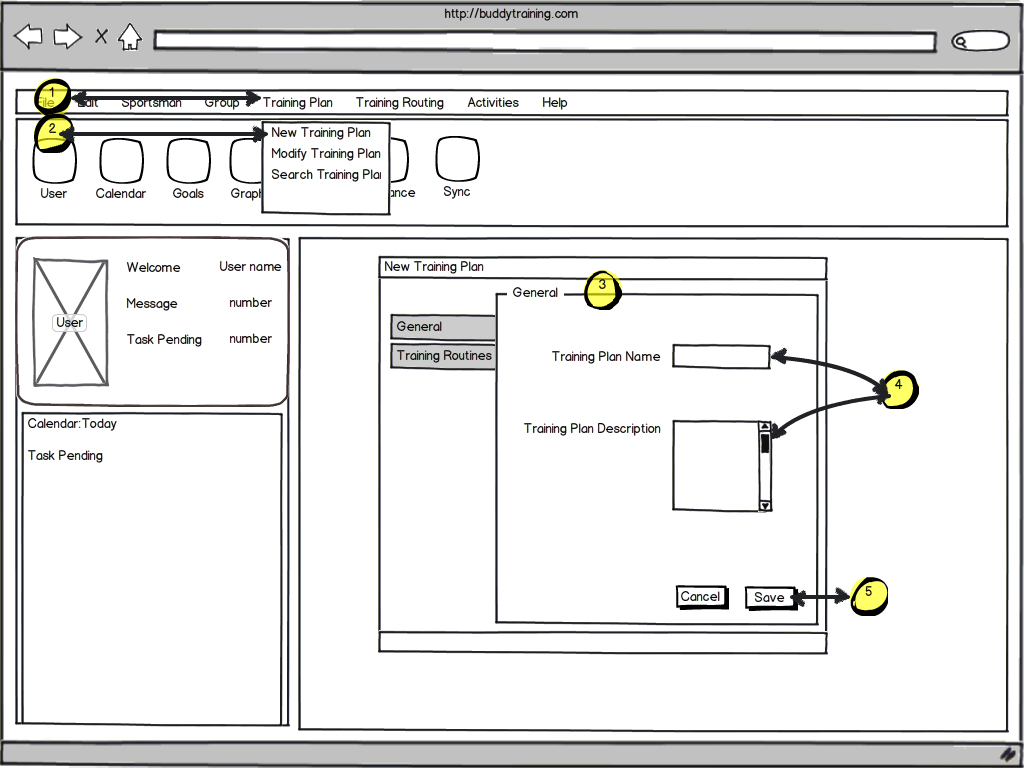 http://buddytraining.com
1
File Edit Sportsman Group Training Plan Training Routing Activities Help
2
New Training Plan
Modify Training Plan
Search Training Pla
User Calendar Goals Grap ance Sync
Welcome User name
Message number
User
Task Pending number
Calendar:Today
Task Pending
New Training Plan
General
3
General
Training Routines
Training Plan Name
4
Training Plan Description
Cancel Save
5